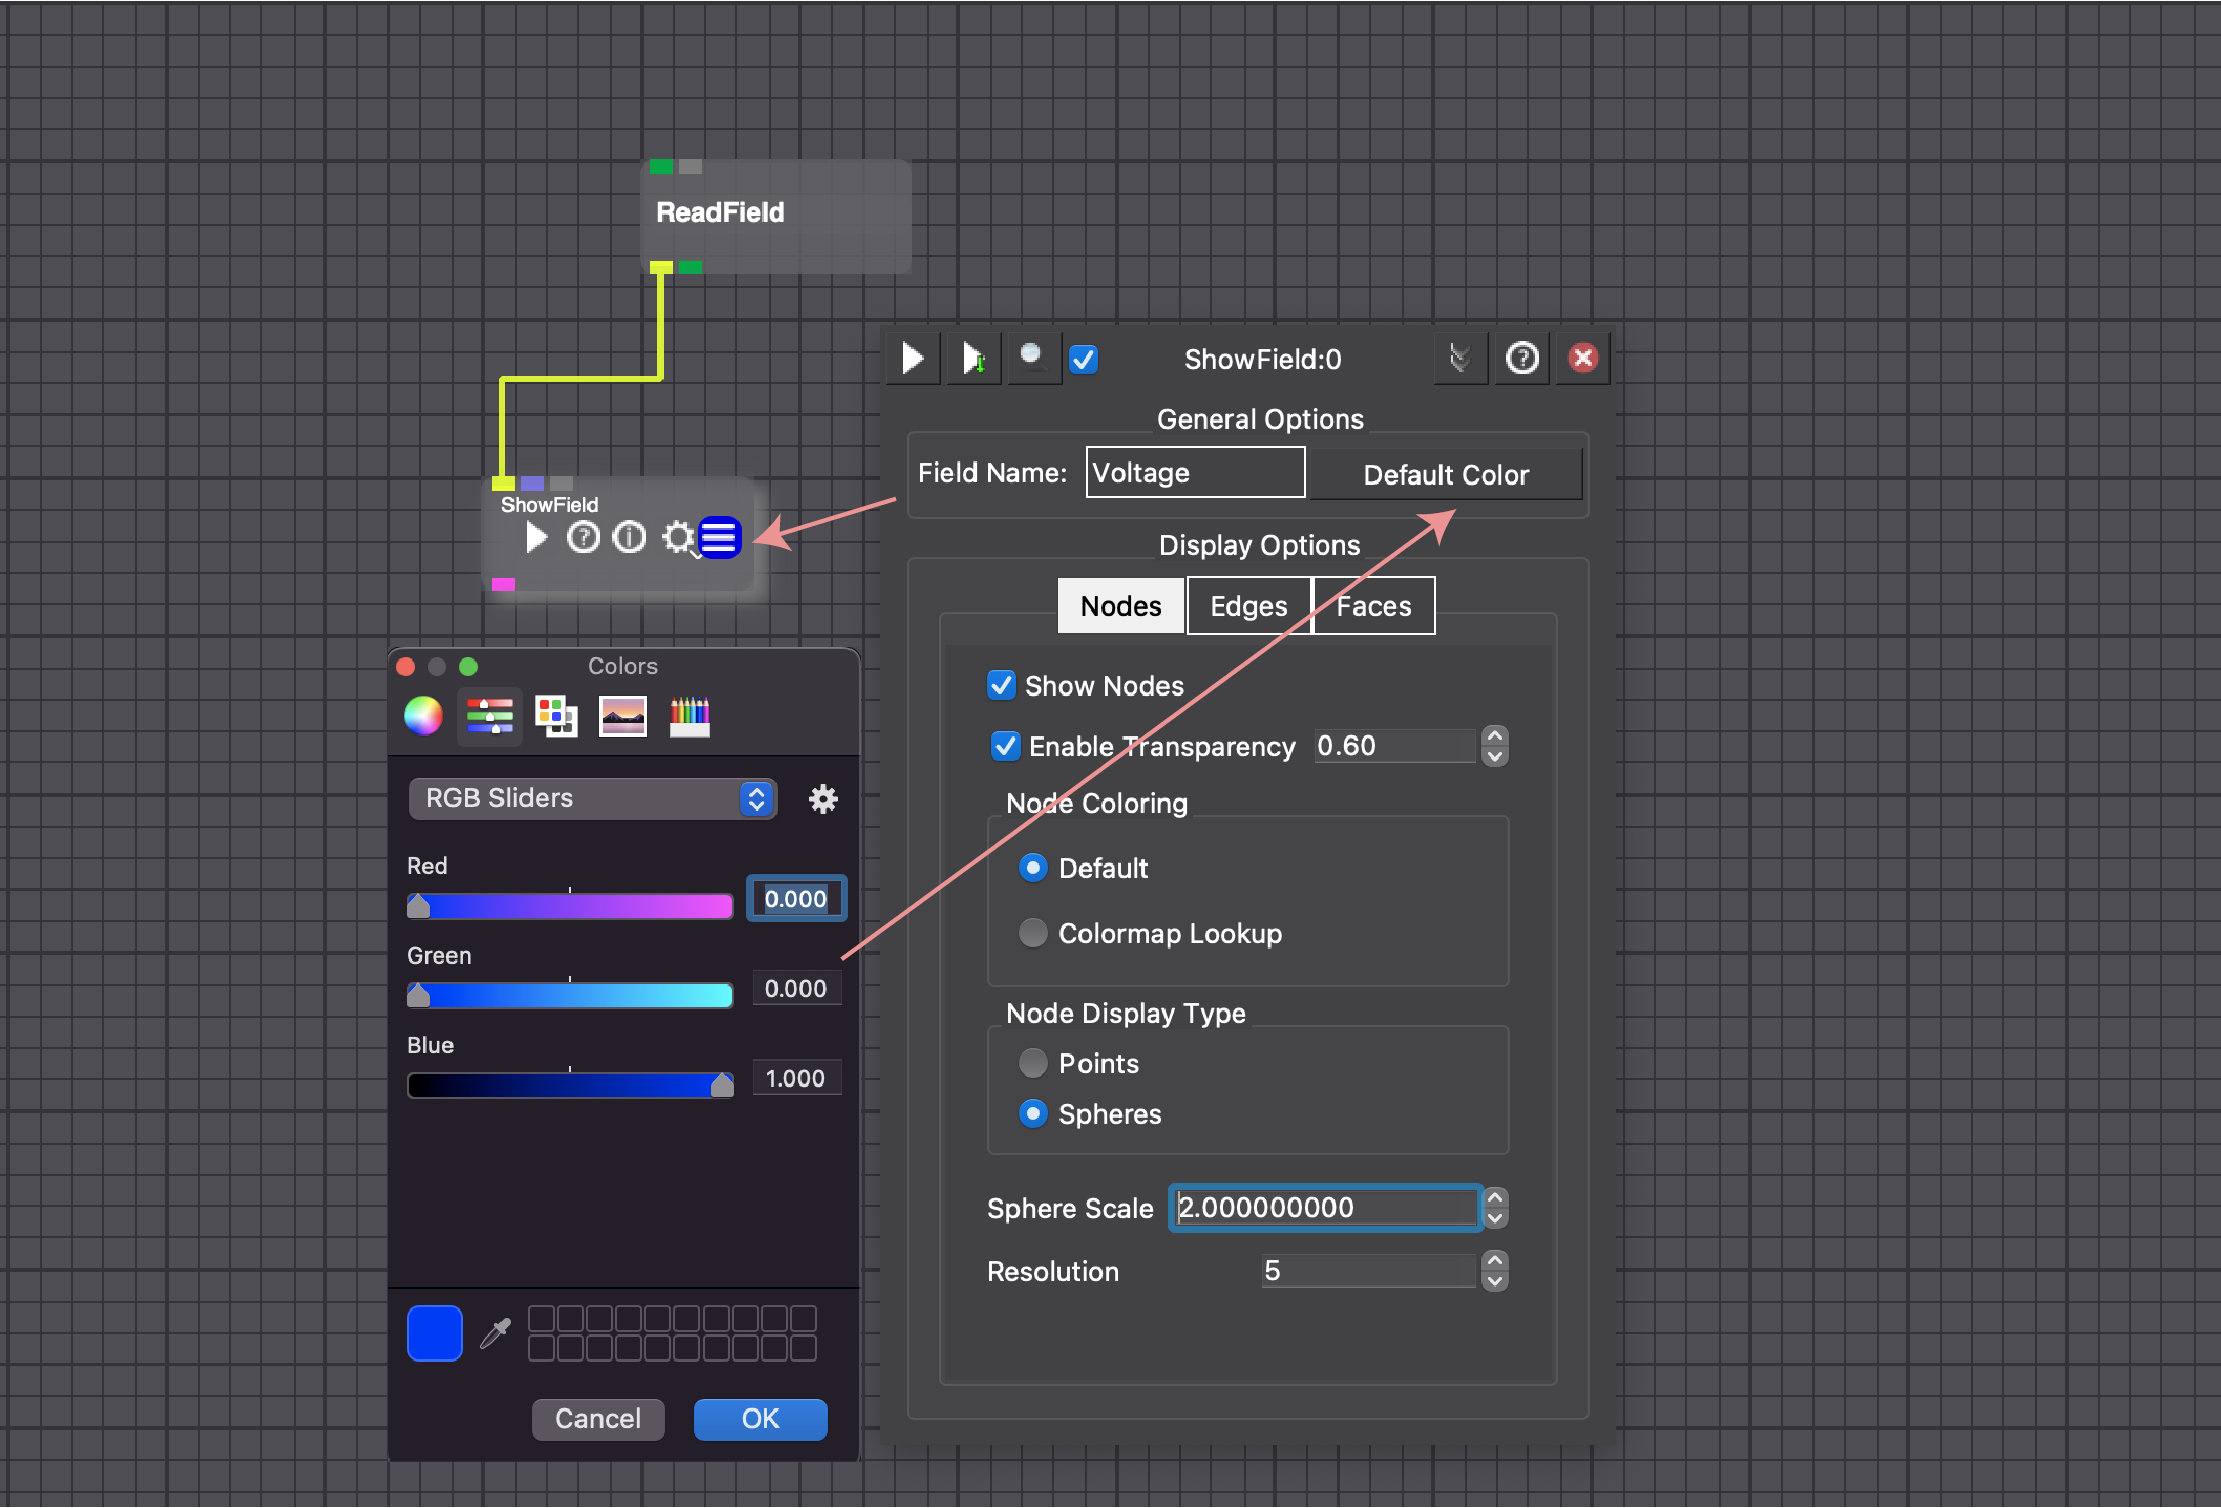 ReadField
ShowField
ShowField:0
General Options
Field Name: Voltage Default Color
Display Options
Nodes Edges Faces
Show Nodes
Enable Transparency 0.60
Node Coloring
Default
Colormap Lookup
Node Display Type
Points
Spheres
Sphere Scale 2.000000000
Resolution 5
Colors
RGB Sliders
Red
0.000
Green
0.000
Blue
1.000
Cancel OK